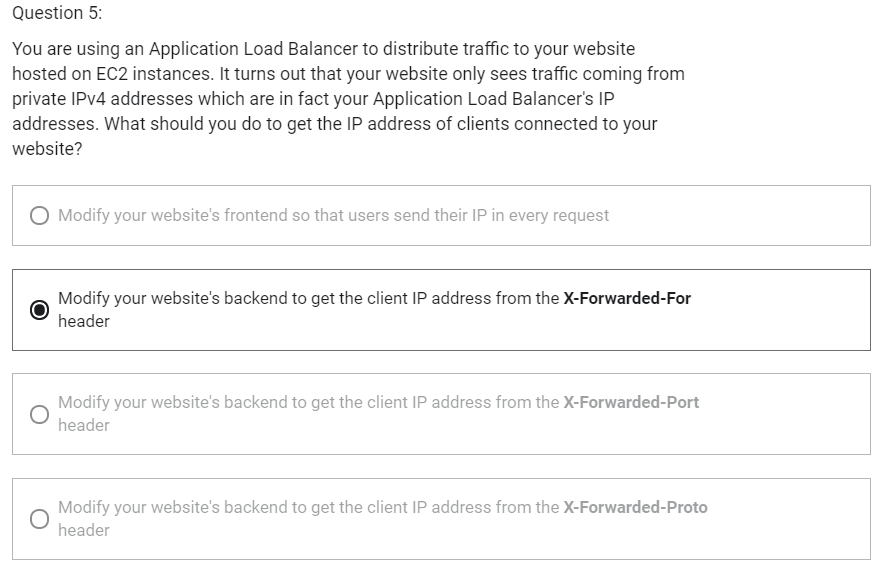 Question 5:
You are using an Application Load Balancer to distribute traffic to your website
hosted on EC2 instances. It turns out that your website only sees traffic coming from
private IPv4 addresses which are in fact your Application Load Balancer's IP
addresses. What should you do to get the IP address of clients connected to your
website?
Modify your website's frontend so that users send their IP in every request
Modify your website's backend to get the client IP address from the X-Forwarded-For
header
Modify your website's backend to get the client IP address from the X-Forwarded-Port
header
Modify your website's backend to get the client IP address from the X-Forwarded-Proto
header